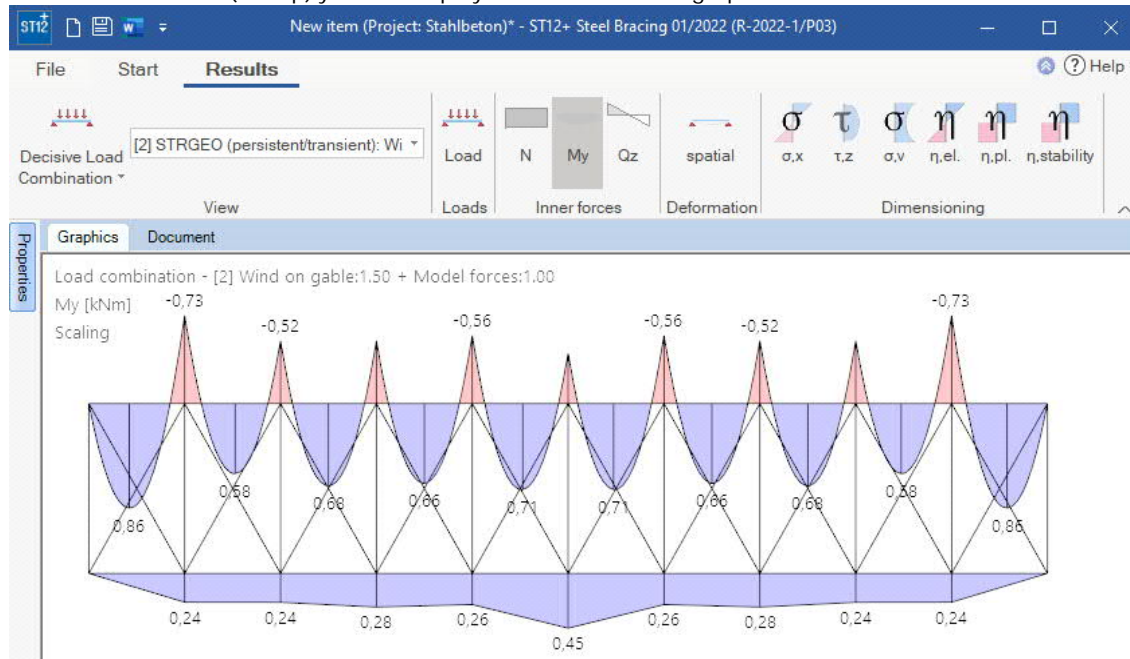 ST12+ New item (Project: Stahlbeton)* - ST12+ Steel Bracing 01/2022 (R-2022-1/P03)
File Start Results Help
Decisive Load Combination
[2] STRGEO (persistent/transient): Wi
Load N My Qz spatial σ,x τ,z σ,v η,el. η,pl. η,stability
View Loads Inner forces Deformation Dimensioning
Properties
Graphics Document
Load combination - [2] Wind on gable:1.50 + Model forces:1.00
My [kNm]
Scaling
-0,73 -0,52 -0,56 -0,56 -0,52 -0,73
0,86 0,58 0,68 0,66 0,71 0,71 0,66 0,68 0,58 0,86
0,24 0,24 0,28 0,26 0,45 0,26 0,28 0,24 0,24